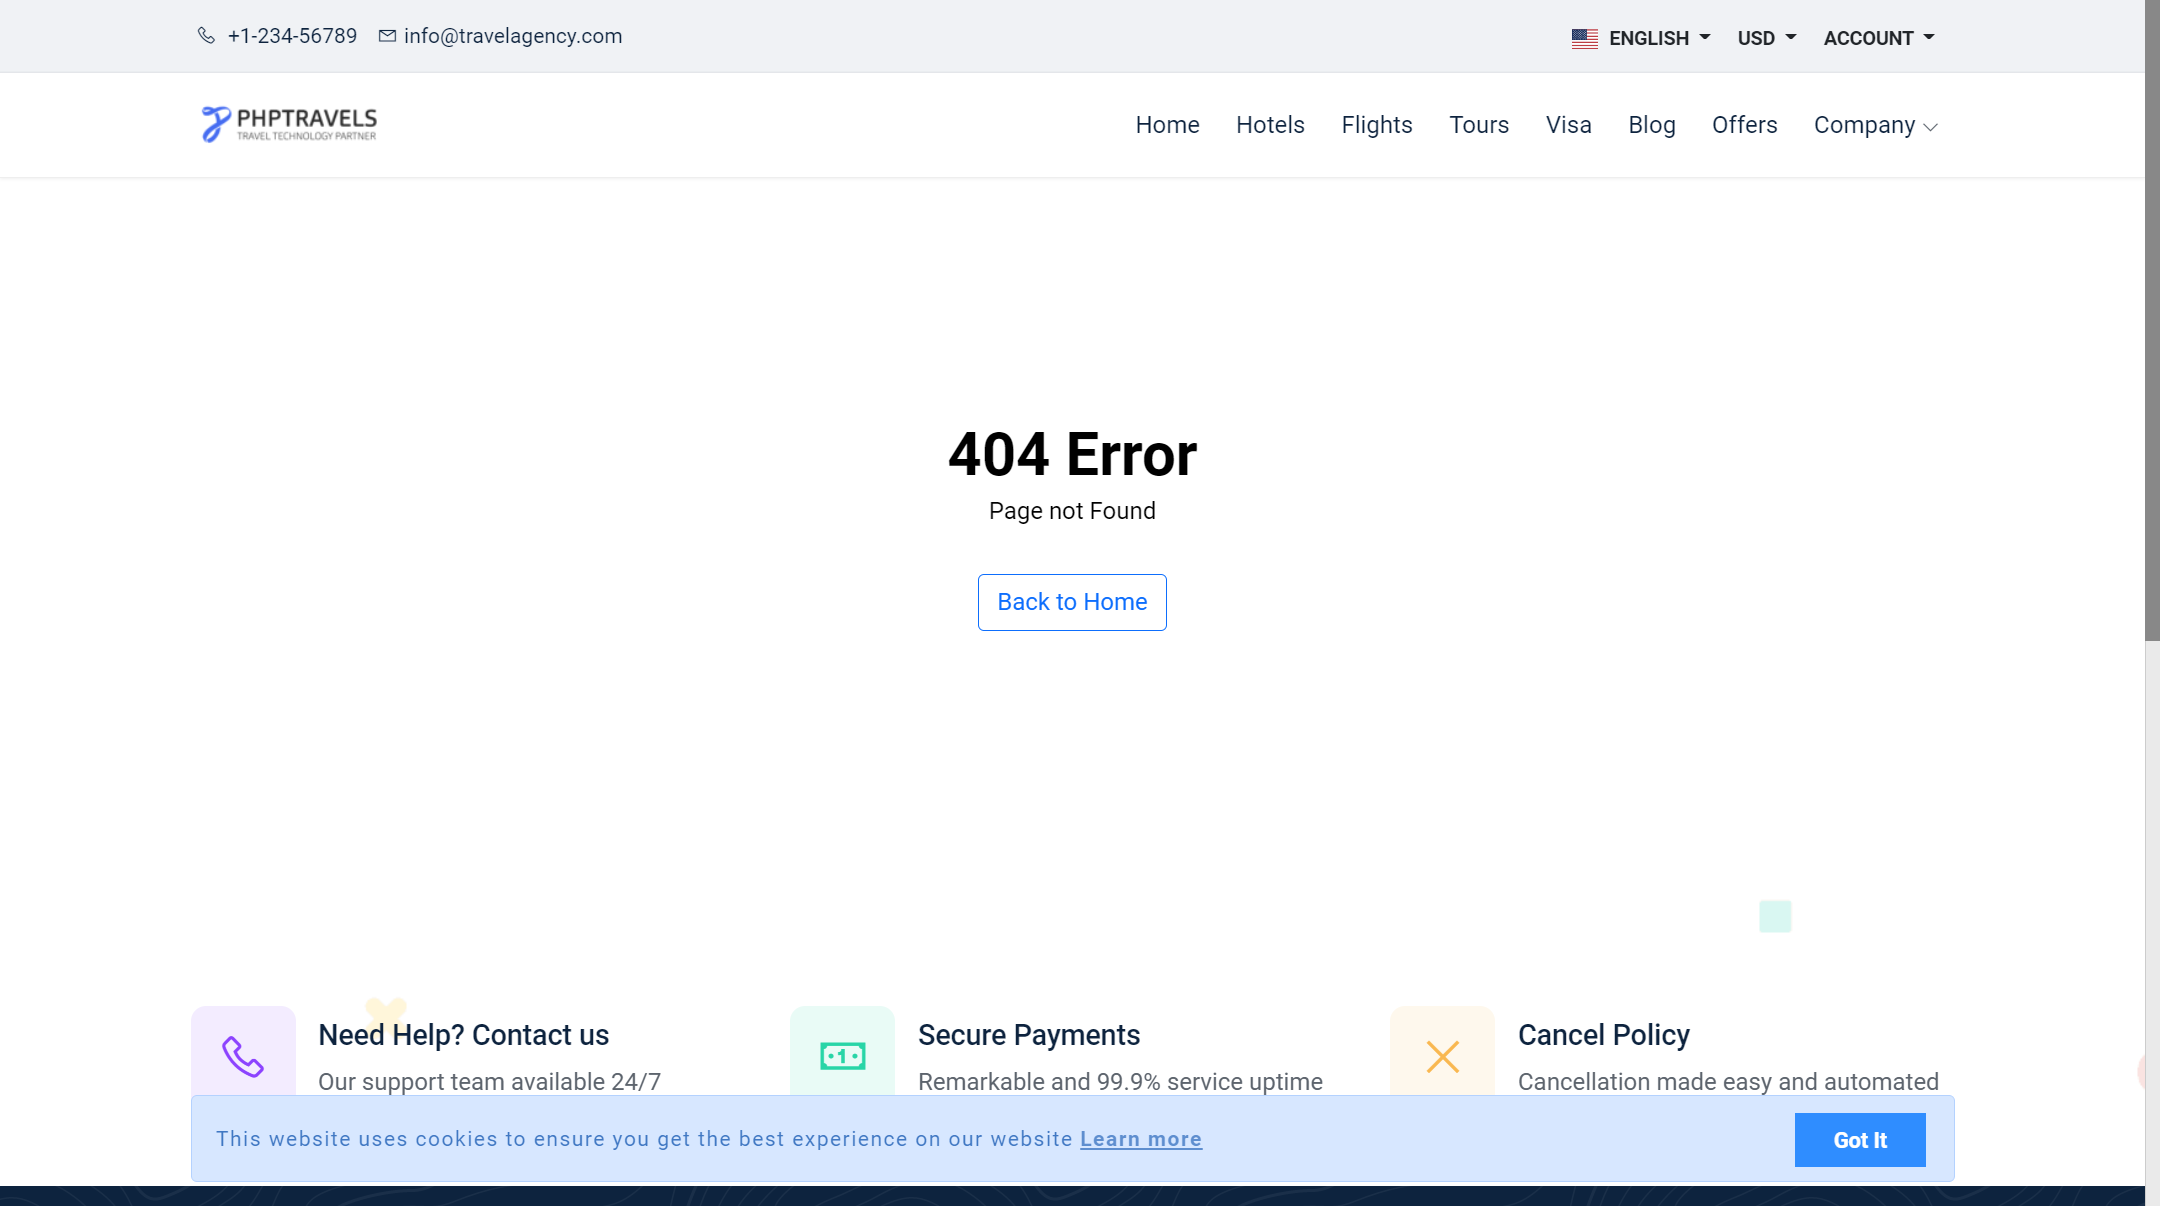 +1-234-56789 info@travelagency.com ENGLISH USD ACCOUNT
PHPTRAVELS
TRAVEL TECHNOLOGY PARTNER
Home Hotels Flights Tours Visa Blog Offers Company
404 Error
Page not Found
Back to Home
Need Help? Contact us
Our support team available 24/7
Secure Payments
Remarkable and 99.9% service uptime
Cancel Policy
Cancellation made easy and automated
This website uses cookies to ensure you get the best experience on our website Learn more
Got It